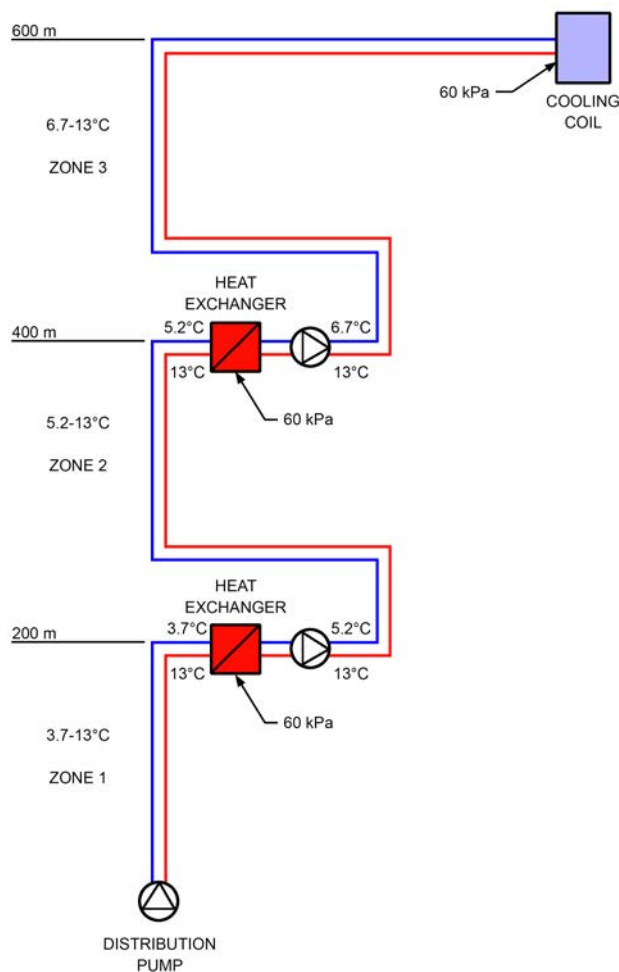 600 m
60 kPa
COOLING
COIL
6.7-13°C
ZONE 3
HEAT
EXCHANGER
5.2°C
6.7°C
400 m
13°C
13°C
60 kPa
5.2-13°C
ZONE 2
HEAT
EXCHANGER
3.7°C
5.2°C
200 m
13°C
13°C
60 kPa
3.7-13°C
ZONE 1
DISTRIBUTION
PUMP